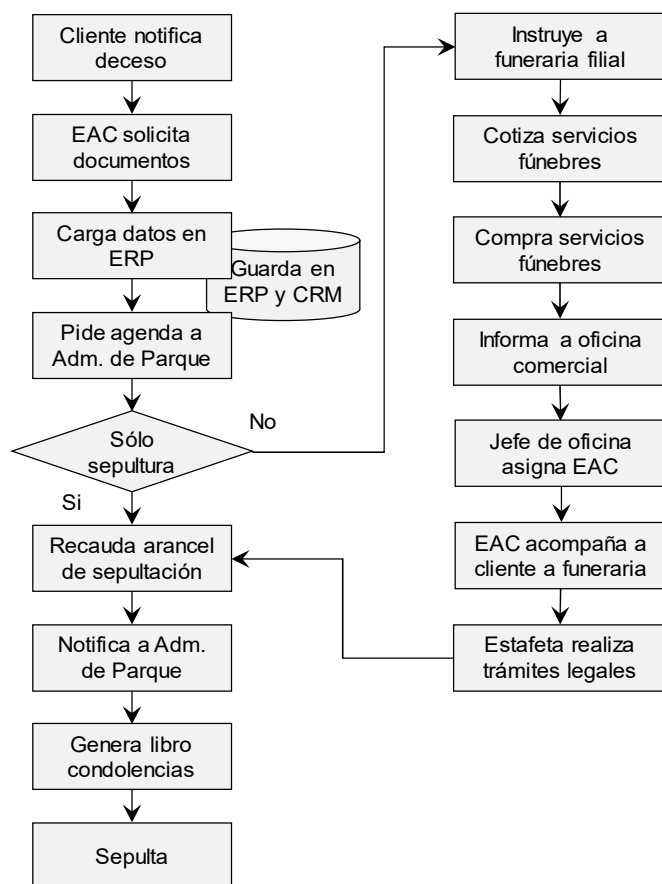 Cliente notifica
deceso
EAC solicita
documentos
Carga datos en
ERP
Guarda en
ERP y CRM
Pide agenda a
Adm. de Parque
Sólo
sepultura
No
Si
Recauda arancel
de sepultación
Notifica a Adm.
de Parque
Genera libro
condolencias
Sepulta
Instruye a
funeraria filial
Cotiza servicios
fúnebres
Compra servicios
fúnebres
Informa a oficina
comercial
Jefe de oficina
asigna EAC
EAC acompaña a
cliente a funeraria
Estafeta realiza
trámites legales